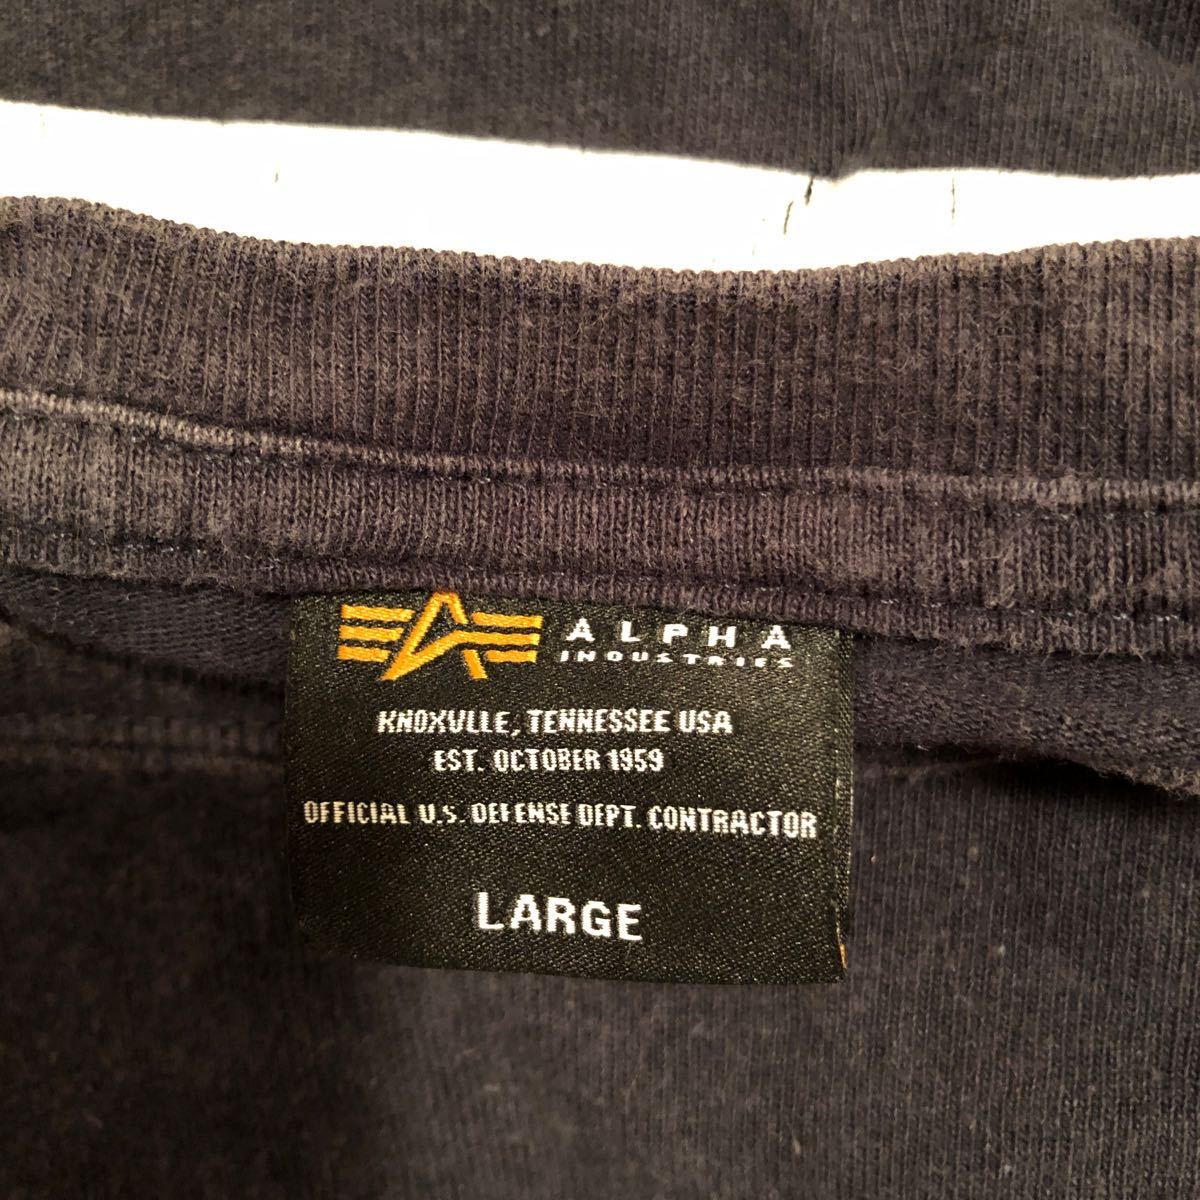 ALPHA
INDUSTRIES
KNOXVLLE, TENNESSEE USA
EST. OCTOBER 1959
OFFICIAL U.S. DEFENSE DEPT. CONTRACTOR
LARGE